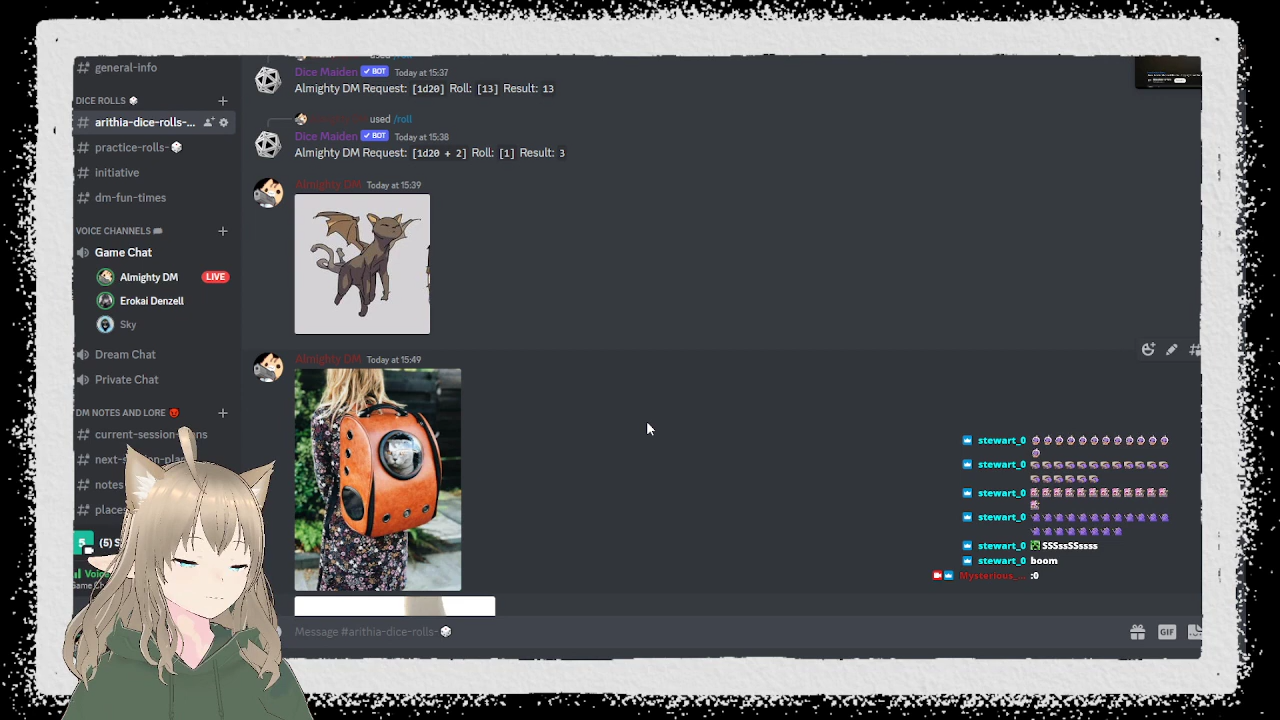 general-info
DICE ROLLS
arithia-dice-rolls-...
practice-rolls-
initiative
dm-fun-times
VOICE CHANNELS
Game Chat
Almighty DM LIVE
Erokai Denzell
Sky
Dream Chat
Private Chat
DM NOTES AND LORE
current-session
notes
(5)
Dice Maiden BOT Today at 15:37
Almighty DM Request: [1d20] Roll: [13] Result: 13
used /roll
Dice Maiden BOT Today at 15:38
Almighty DM Request: [1d20 + 2] Roll: [1] Result: 3
Almighty DM Today at 15:39
Almighty DM Today at 15:49
Message #arithia-dice-rolls-
GIF
stewart_0
stewart_0
stewart_0
stewart_0
stewart_0 SSSssSSssss
stewart_0 boom
Mysterious_... :0